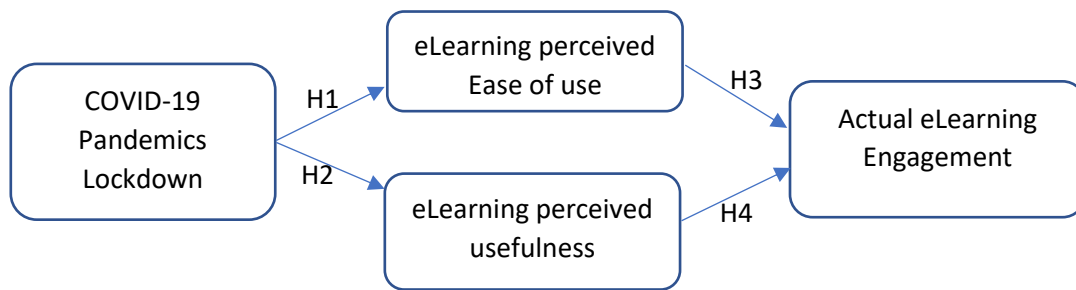 COVID-19
Pandemics
Lockdown
H1
H2
eLearning perceived
Ease of use
eLearning perceived
usefulness
H3
H4
Actual eLearning
Engagement